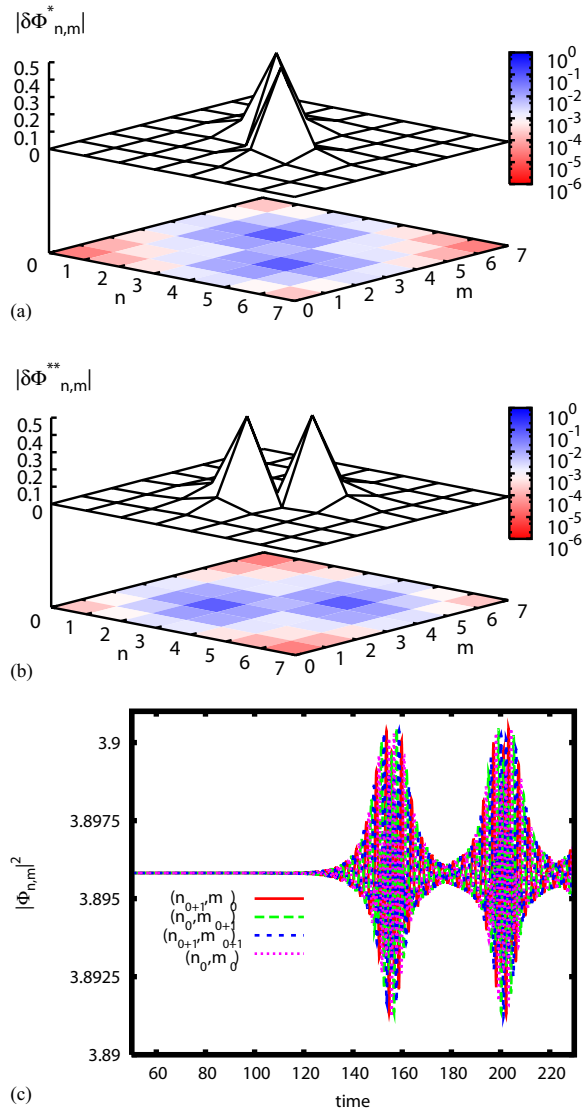 |δΦ*n,m|
0.5
0.4
0.3
0.2
0.1
0
10^0
10^-1
10^-2
10^-3
10^-4
10^-5
10^-6
0 1 2 3 4 5 6 7
n
0 1 2 3 4 5 6 7
m
(a)
|δΦ**n,m|
0.5
0.4
0.3
0.2
0.1
0
10^0
10^-1
10^-2
10^-3
10^-4
10^-5
10^-6
0 1 2 3 4 5 6 7
n
0 1 2 3 4 5 6 7
m
(b)
|Φn,m|^2
3.9
3.8975
3.895
3.8925
3.89
(n0+1,m0)
(n0,m0+1)
(n0+1,m0+1)
(n0,m0)
60 80 100 120 140 160 180 200 220
time
(c)